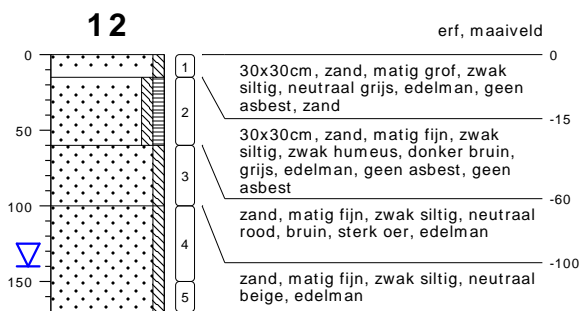 12
erf, maaiveld
0
50
100
150
1
2
3
4
5
0
30x30cm, zand, matig grof, zwak
siltig, neutraal grijs, edelman, geen
asbest, zand
-15
30x30cm, zand, matig fijn, zwak
siltig, zwak humeus, donker bruin,
grijs, edelman, geen asbest, geen
asbest
-60
zand, matig fijn, zwak siltig, neutraal
rood, bruin, sterk oer, edelman
-100
zand, matig fijn, zwak siltig, neutraal
beige, edelman